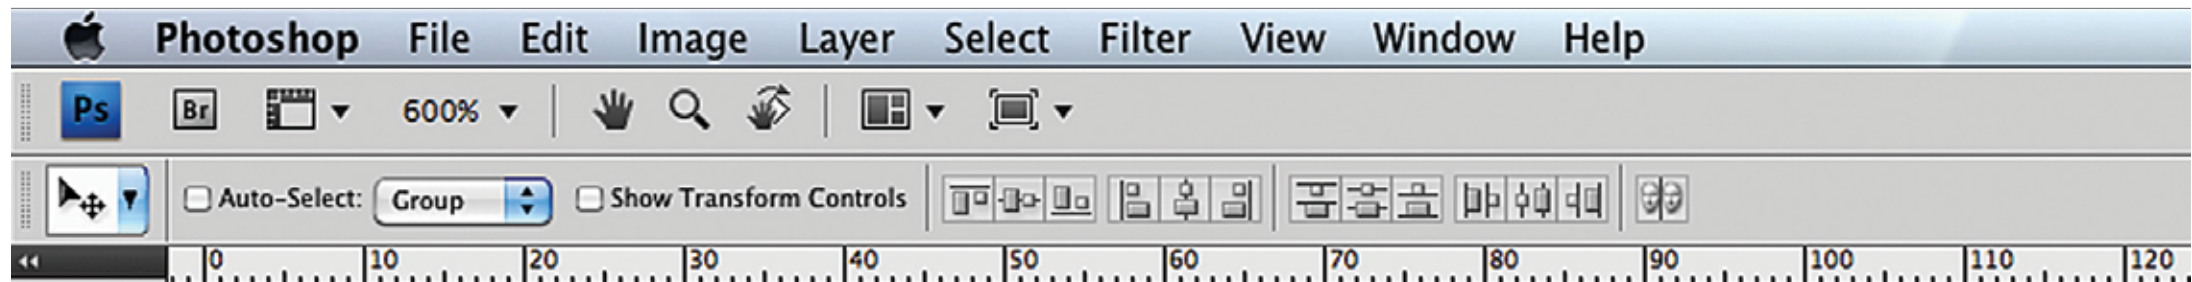 Photoshop File Edit Image Layer Select Filter View Window Help
Ps Br 600%
Auto-Select: Group Show Transform Controls
0 10 20 30 40 50 60 70 80 90 100 110 120